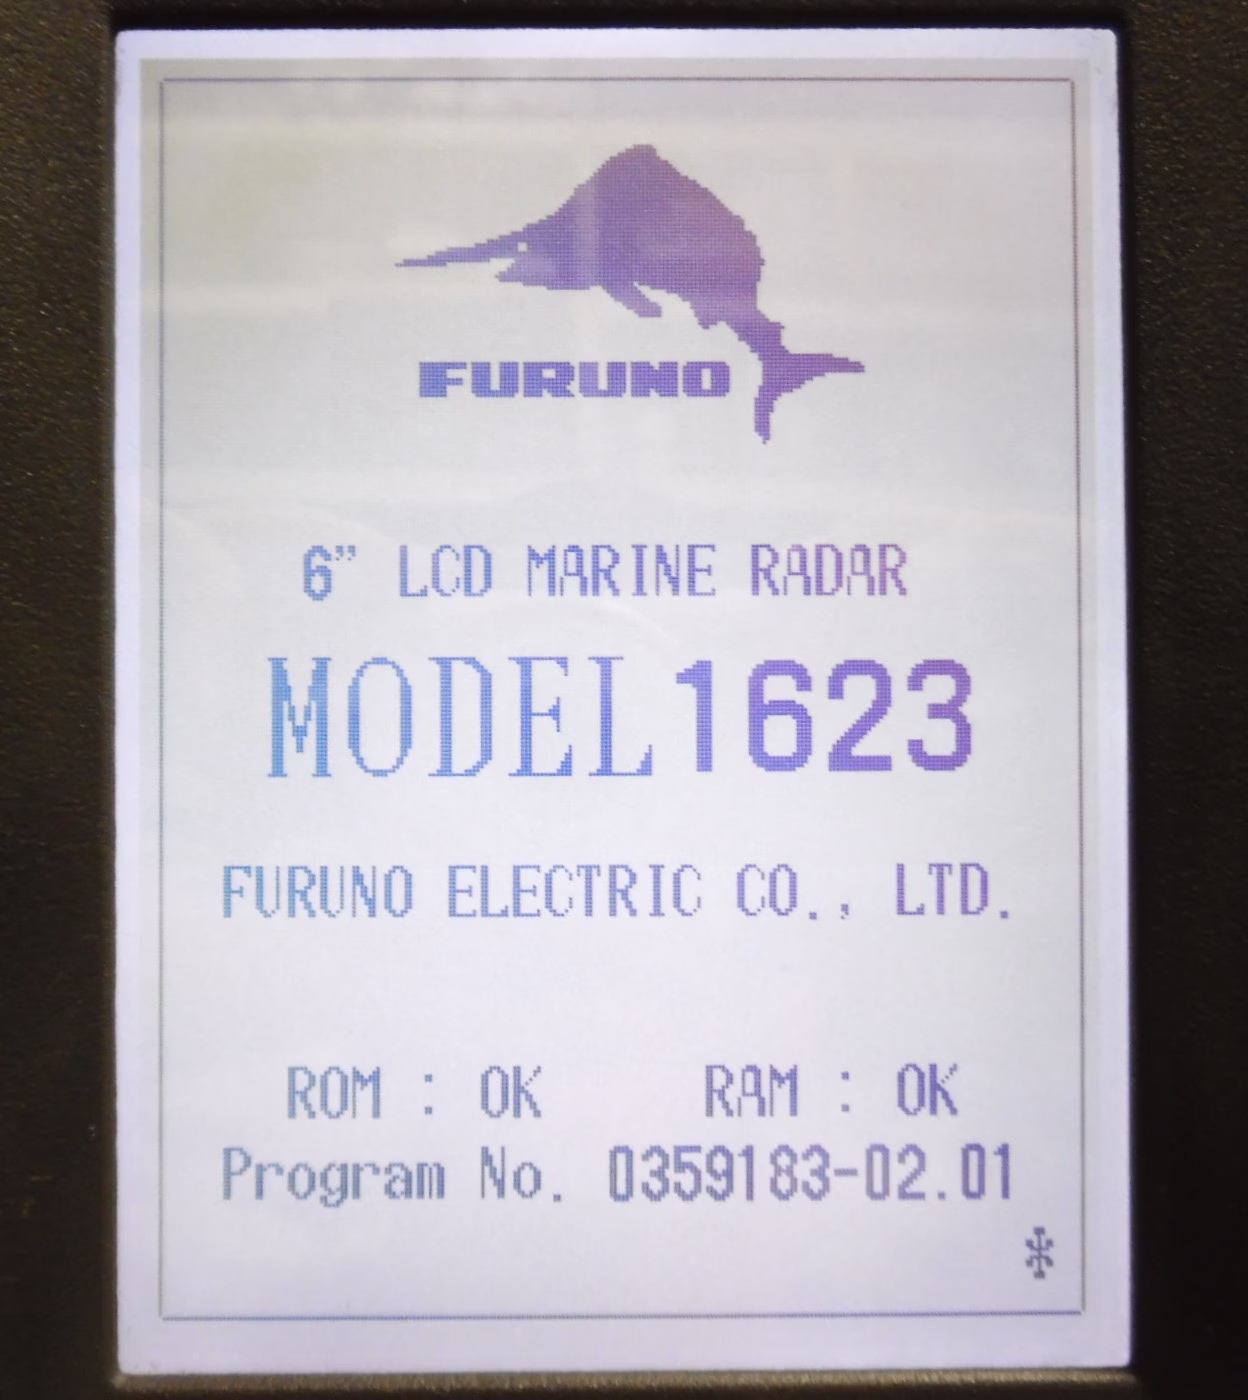 FURUNO
6” LCD MARINE RADAR
MODEL1623
FURUNO ELECTRIC CO., LTD.
ROM : OK RAM : OK
Program No. 0359183-02.01